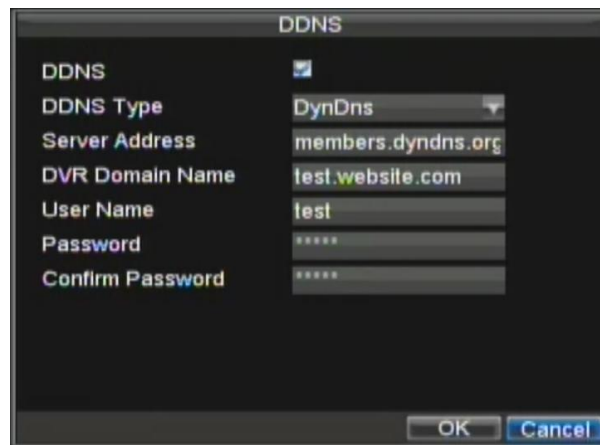 DDNS
DDNS
DDNS Type DynDns
Server Address members.dyndns.org
DVR Domain Name test.website.com
User Name test
Password *****
Confirm Password *****
OK Cancel